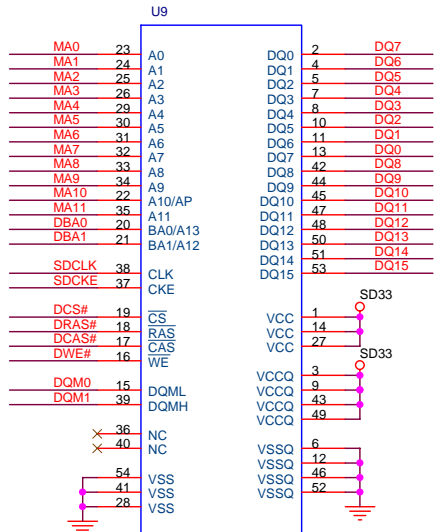 U9
MA0 23 A0 DQ0 2 DQ7
MA1 24 A1 DQ1 4 DQ6
MA2 25 A2 DQ2 5 DQ5
MA3 26 A3 DQ3 7 DQ4
MA4 29 A4 DQ4 8 DQ3
MA5 30 A5 DQ5 10 DQ2
MA6 31 A6 DQ6 11 DQ1
MA7 32 A7 DQ7 13 DQ0
MA8 33 A8 DQ8 42 DQ8
MA9 34 A9 DQ9 44 DQ9
MA10 22 A10/AP DQ10 45 DQ10
MA11 35 A11 DQ11 47 DQ11
DBA0 20 BA0/A13 DQ12 48 DQ12
DBA1 21 BA1/A12 DQ13 50 DQ13
DQ14 51 DQ14
SDCLK 38 CLK DQ15 53 DQ15
SDCKE 37 CKE
SD33
DCS# 19 CS VCC 1
DRAS# 18 RAS VCC 14
DCAS# 17 CAS VCC 27
DWE# 16 WE
SD33
VCCQ 3
DQM0 15 DQML VCCQ 9
DQM1 39 DQMH VCCQ 43
VCCQ 49
36 NC
40 NC VSSQ 6
VSSQ 12
54 VSS VSSQ 46
41 VSS VSSQ 52
28 VSS